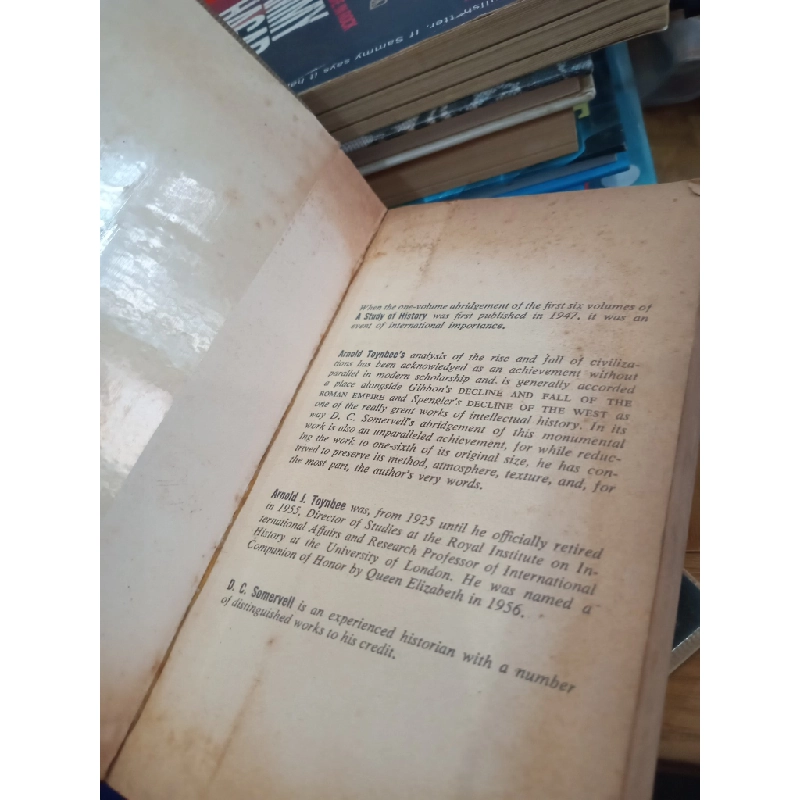 uish
tter. If Sammy says it ha
When the one-volume abridgement of the first six volumes of
A Study of History was first published in 1947, it was an
event of international importance.
Arnold Toynbee's analysis of the rise and fall of civiliza-
tions has been acknowledged as an achievement without
parallel in modern scholarship and is generally accorded
a place alongside Gibbon's DECLINE AND FALL OF THE
ROMAN EMPIRE and Spengler's DECLINE OF THE WEST as
one of the really great works of intellectual history. In its
way D. C. Somervell's abridgement of this monumental
work is also an unparalleled achievement, for while reduc-
ing the work to one-sixth of its original size, he has con-
trived to preserve its method, atmosphere, texture, and, for
the most part, the author's very words.
Arnold J. Toynbee was, from 1925 until he officially retired
in 1955, Director of Studies at the Royal Institute on In-
ternational Affairs and Research Professor of International
History at the University of London. He was named a
Companion of Honor by Queen Elizabeth in 1956.
D. C. Somervell is an experienced historian with a number
of distinguished works to his credit.